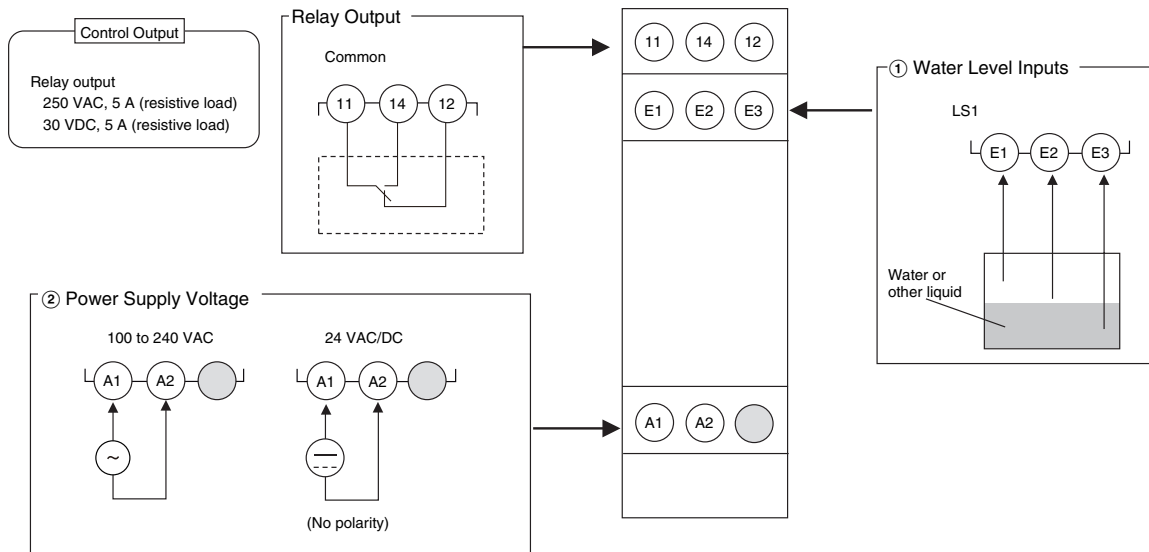 Control Output
Relay output
250 VAC, 5 A (resistive load)
30 VDC, 5 A (resistive load)
Relay Output
Common
11 14 12
11 14 12
E1 E2 E3
A1 A2
① Water Level Inputs
LS1
E1 E2 E3
Water or
other liquid
② Power Supply Voltage
100 to 240 VAC
A1 A2
~
24 VAC/DC
A1 A2
(No polarity)